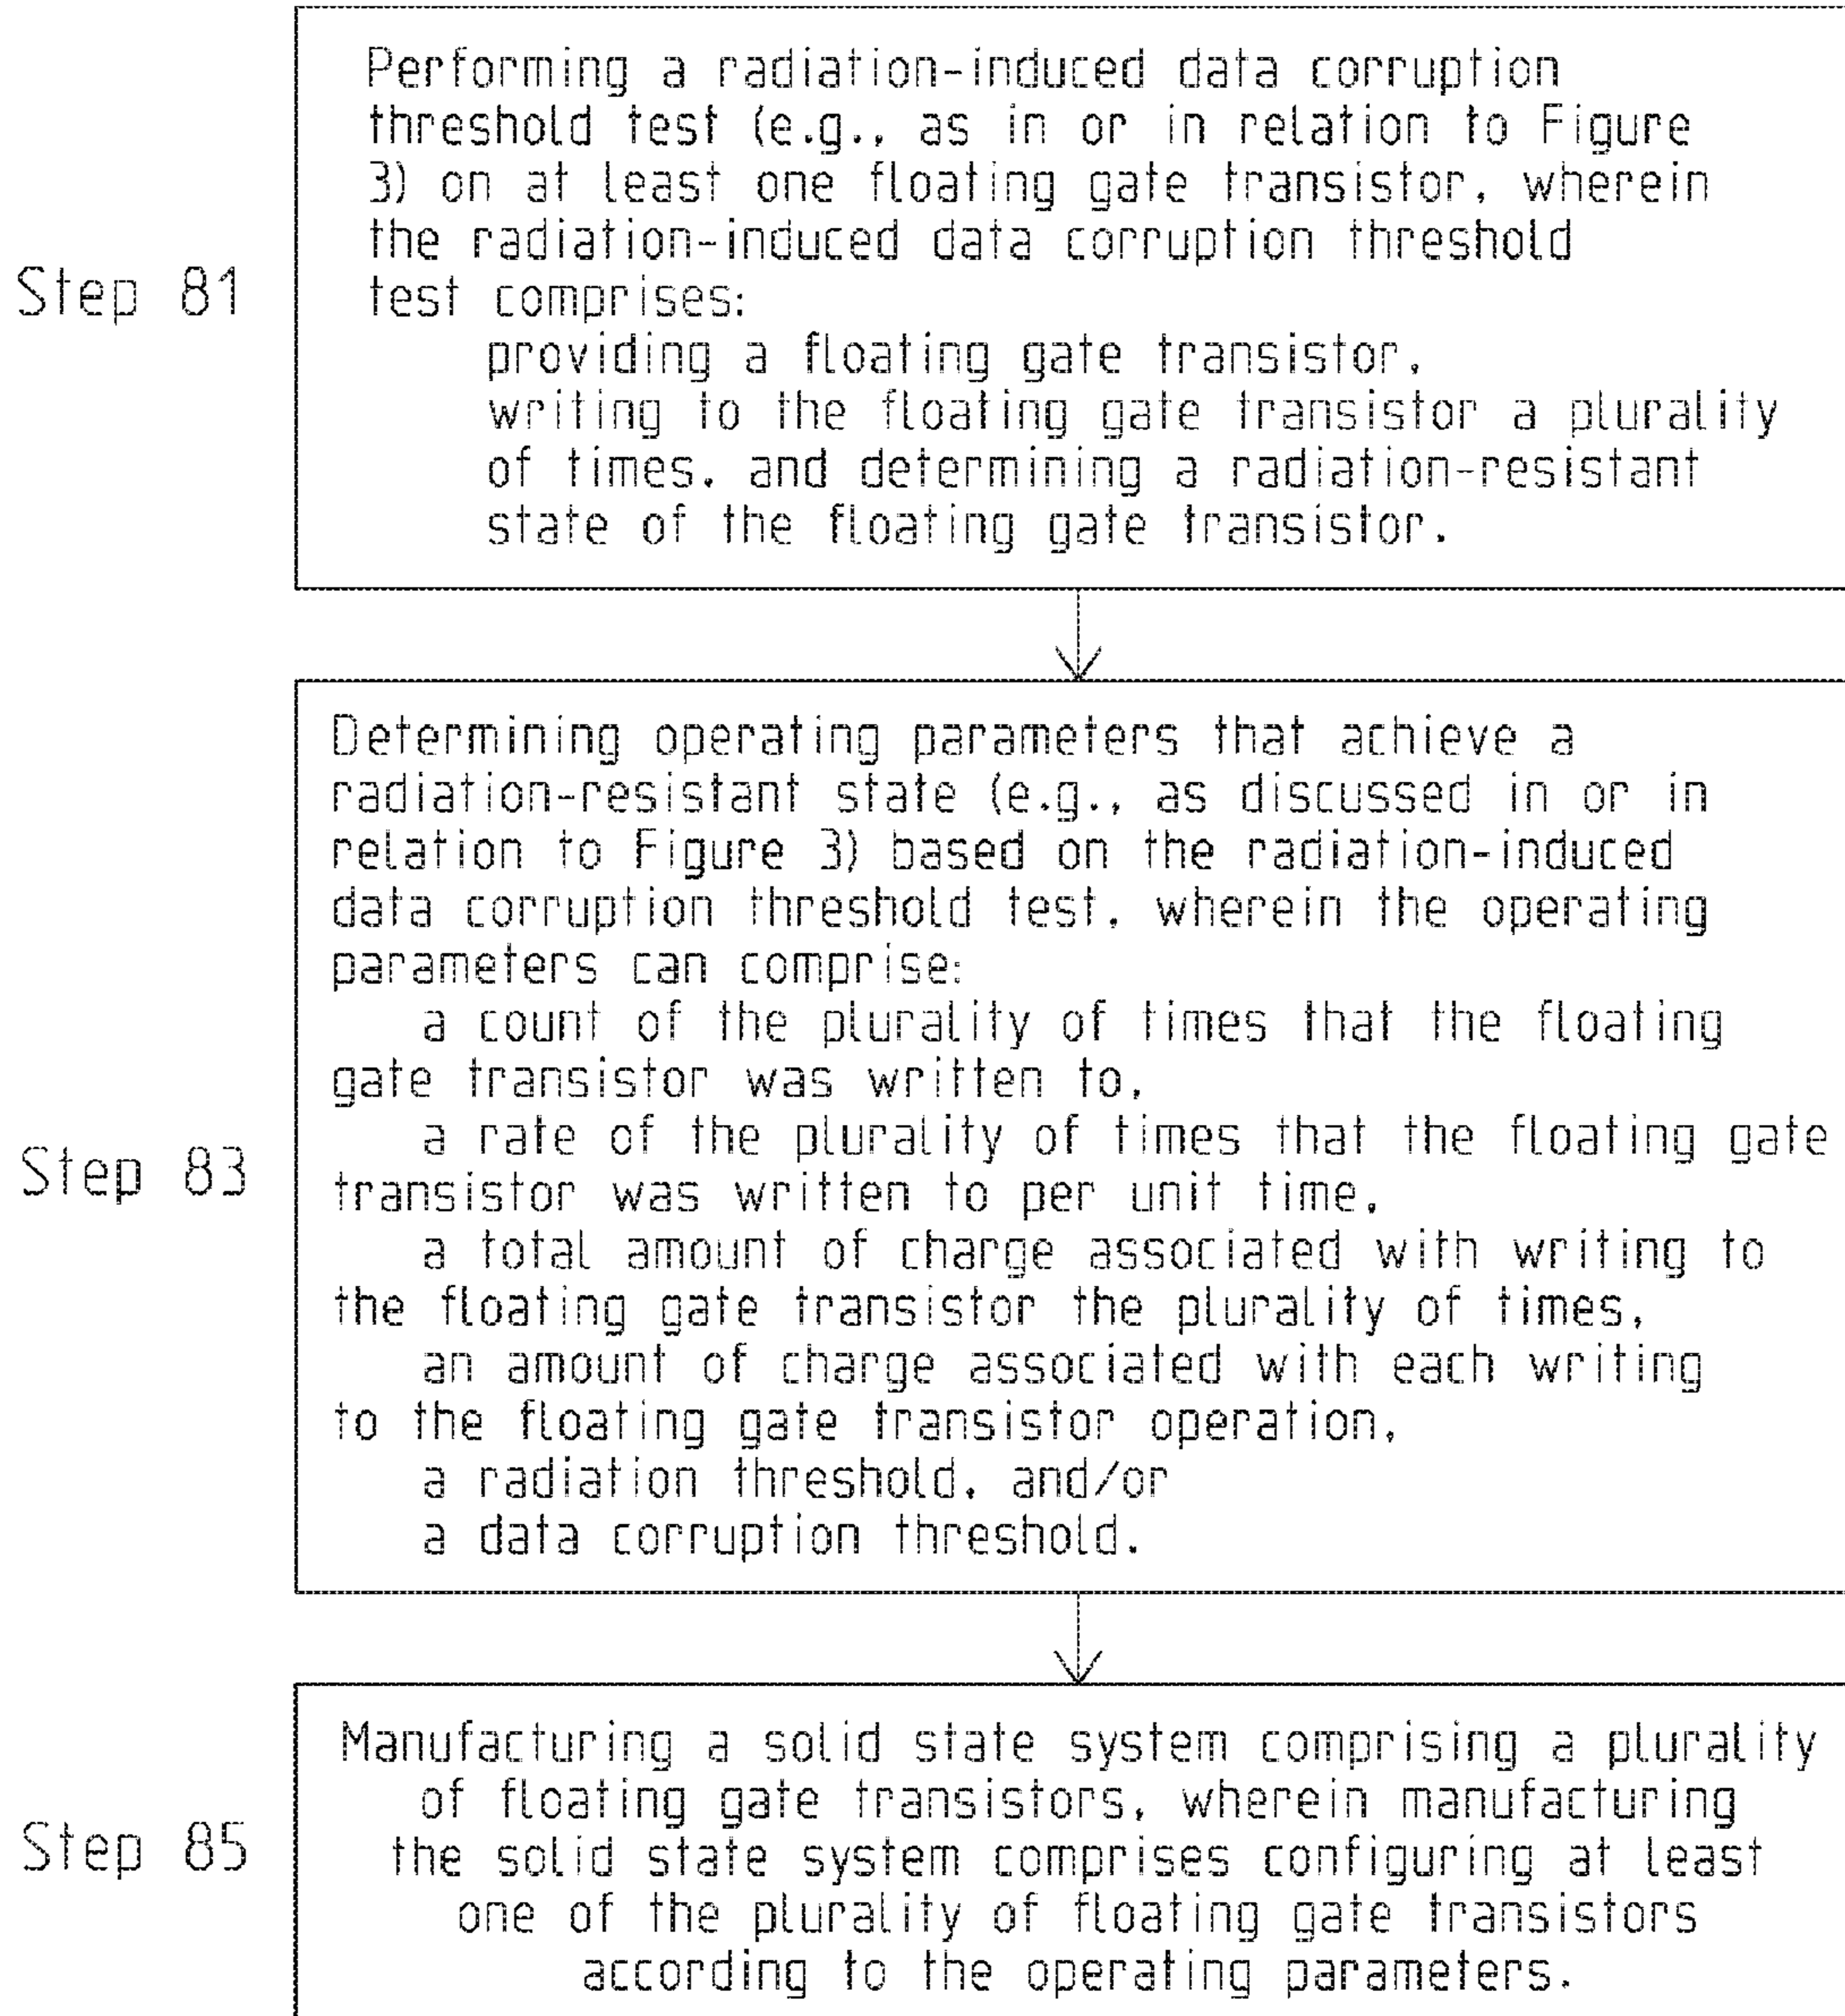 Performing a radiation-induced data corruption
threshold test (e.g., as in or in relation to Figure
3) on at least one floating gate transistor, wherein
the radiation-induced data corruption threshold
Step 81
test comprises:
providing a floating gate transistor,
writing to the floating gate transistor a plurality
of times, and determining a radiation-resistant
state of the floating gate transistor.
Determining operating parameters that achieve a
radiation-resistant state (e.g., as discussed in or in
relation to Figure 3) based on the radiation-induced
data corruption threshold test, wherein the operating
parameters can comprise:
a count of the plurality of times that the floating
gate transistor was written to,
a rate of the plurality of times that the floating gate
Step 83
transistor was written to per unit time,
a total amount of charge associated with writing to
the floating gate transistor the plurality of times,
an amount of charge associated with each writing
to the floating gate transistor operation,
a radiation threshold, and/or
a data corruption threshold.
Manufacturing a solid state system comprising a plurality
of floating gate transistors, wherein manufacturing
Step 85
the solid state system comprises configuring at least
one of the plurality of floating gate transistors
according to the operating parameters.